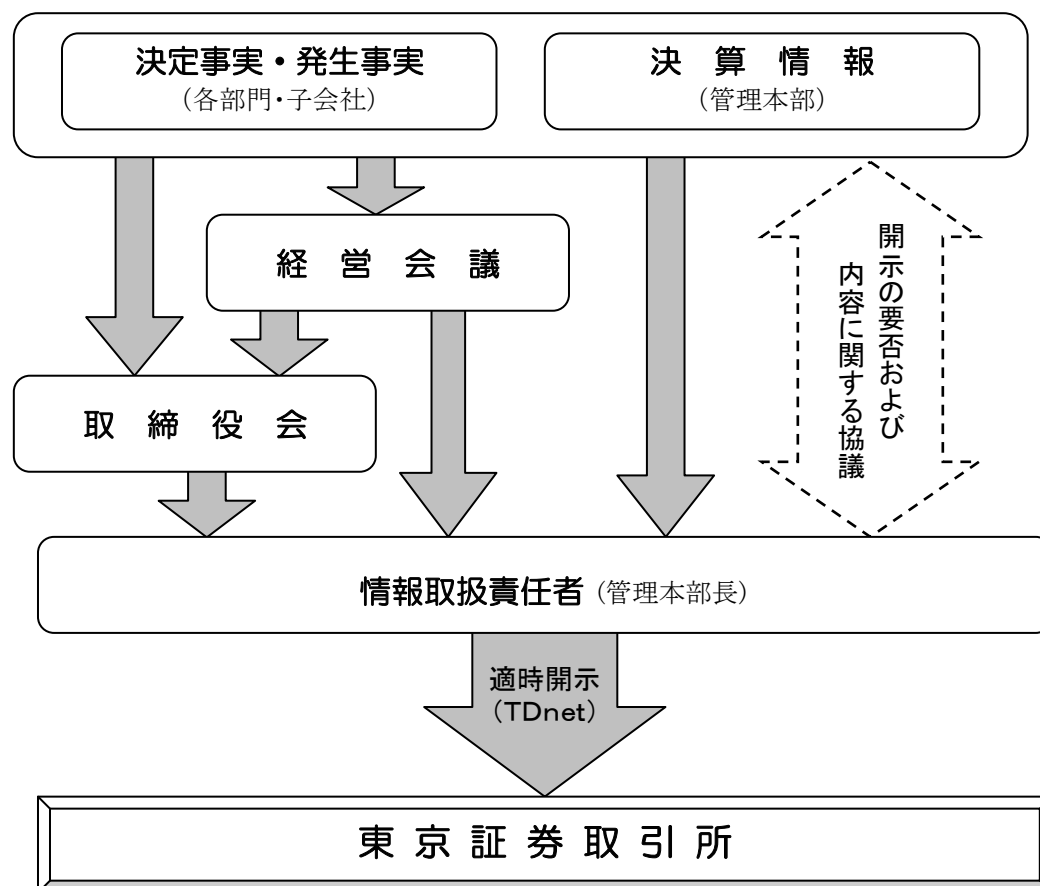 決定事実・発生事実
（各部門・子会社）
決算情報
（管理本部）
経営会議
開示の要否および
内容に関する協議
取締役会
情報取扱責任者（管理本部長）
適時開示
（TDnet）
東京証券取引所